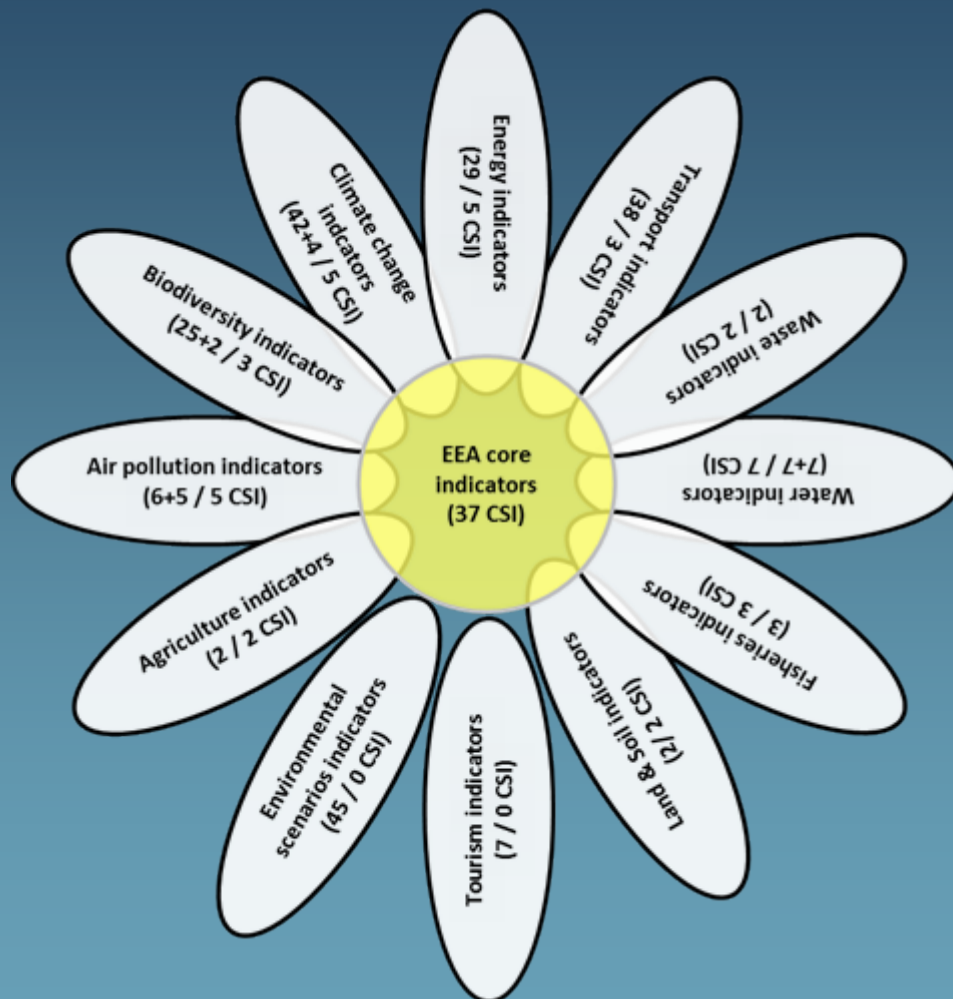 Energy indicators
(29 / 5 CSI)
Transport indicators
(38 / 3 CSI)
Waste indicators
(2 / 2 CSI)
Water indicators
(7+7 / 7 CSI)
Fisheries indicators
(3 / 3 CSI)
Land & Soil indicators
(2/ 2 CSI)
Tourism indicators
(7 / 0 CSI)
Environmental
scenarios indicators
(45 / 0 CSI)
Agriculture indicators
(2 / 2 CSI)
Air pollution indicators
(6+5 / 5 CSI)
Biodiversity indicators
(25+2 / 3 CSI)
Climate change
indcators
(42+4 / 5 CSI)
EEA core
indicators
(37 CSI)